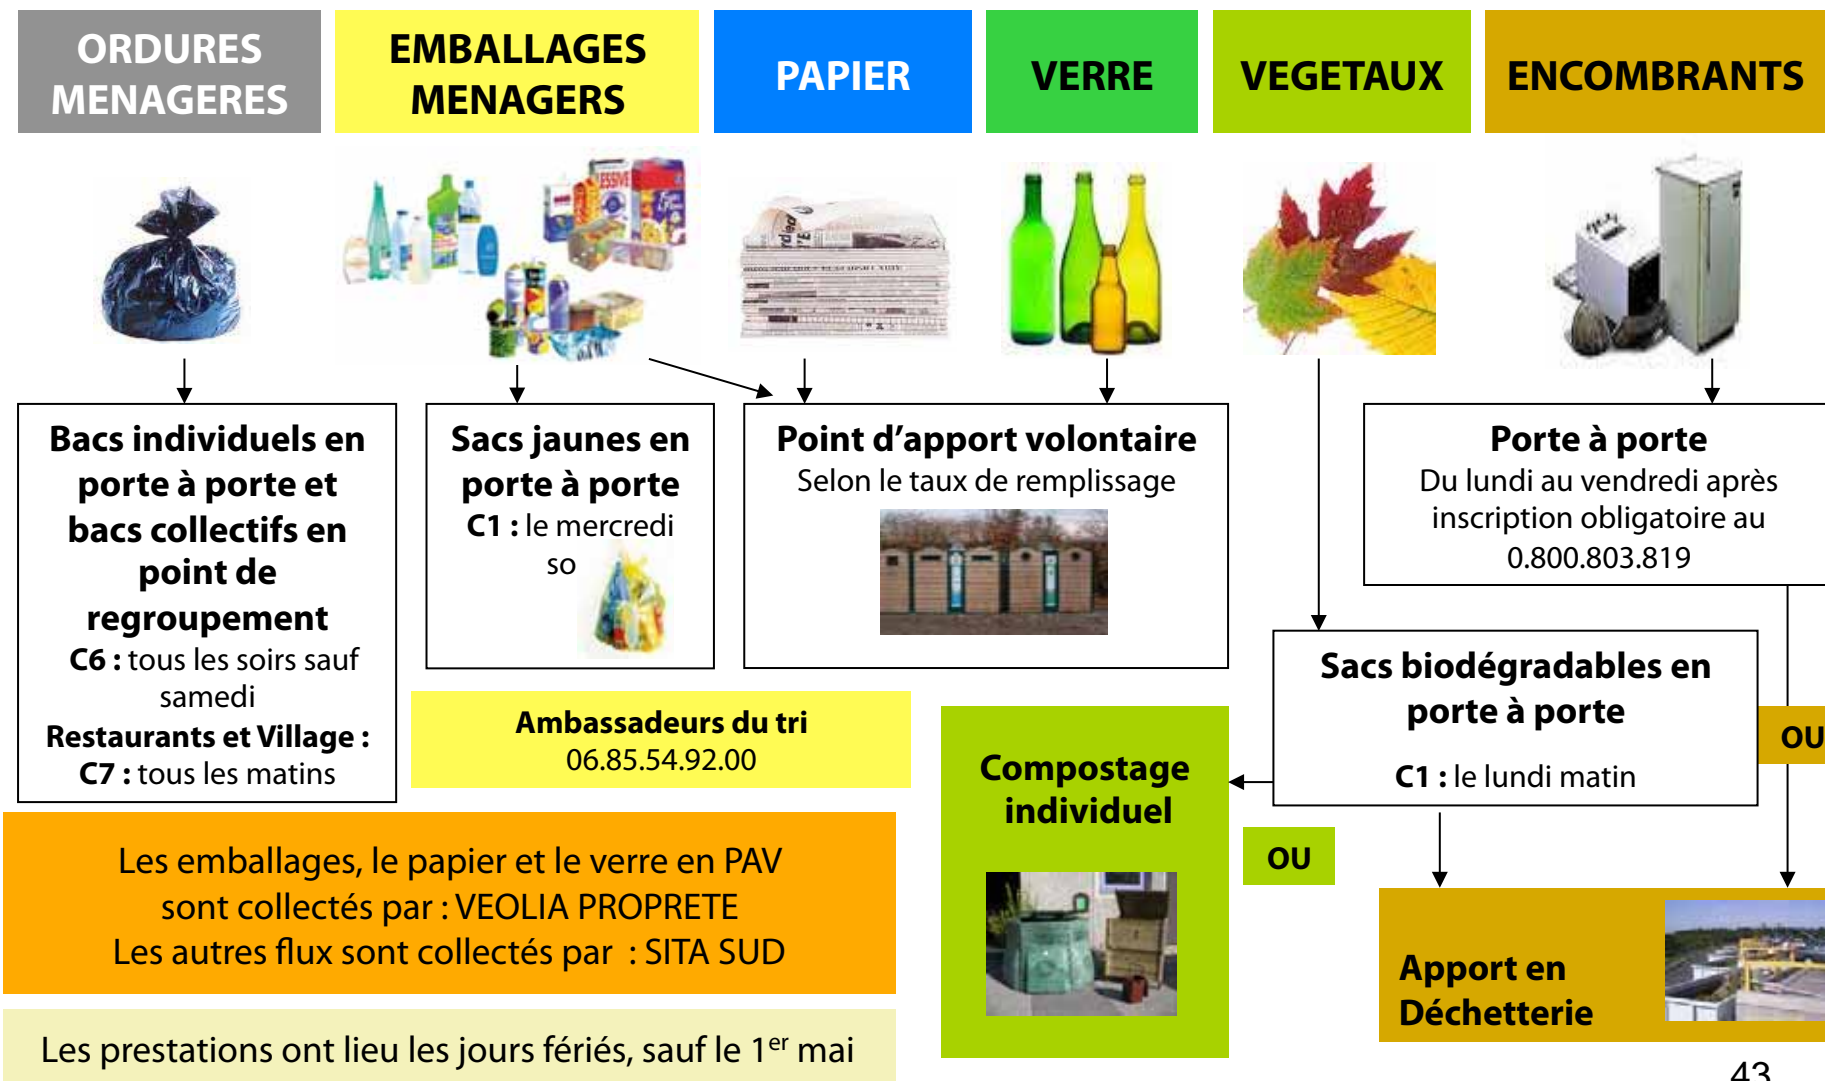 ORDURES
MENAGERES
EMBALLAGES
MENAGERS
PAPIER
VERRE
VEGETAUX
ENCOMBRANTS
Bacs individuels en
porte à porte et
bacs collectifs en
point de
regroupement
C6 : tous les soirs sauf
samedi
Restaurants et Village :
C7 : tous les matins
Sacs jaunes en
porte à porte
C1 : le mercredi
so
Point d’apport volontaire
Selon le taux de remplissage
Porte à porte
Du lundi au vendredi après
inscription obligatoire au
0.800.803.819
Sacs biodégradables en
porte à porte
C1 : le lundi matin
OU
Ambassadeurs du tri
06.85.54.92.00
Compostage
individuel
OU
Apport en
Déchetterie
Les emballages, le papier et le verre en PAV
sont collectés par : VEOLIA PROPRETE
Les autres flux sont collectés par : SITA SUD
Les prestations ont lieu les jours fériés, sauf le 1er mai
43